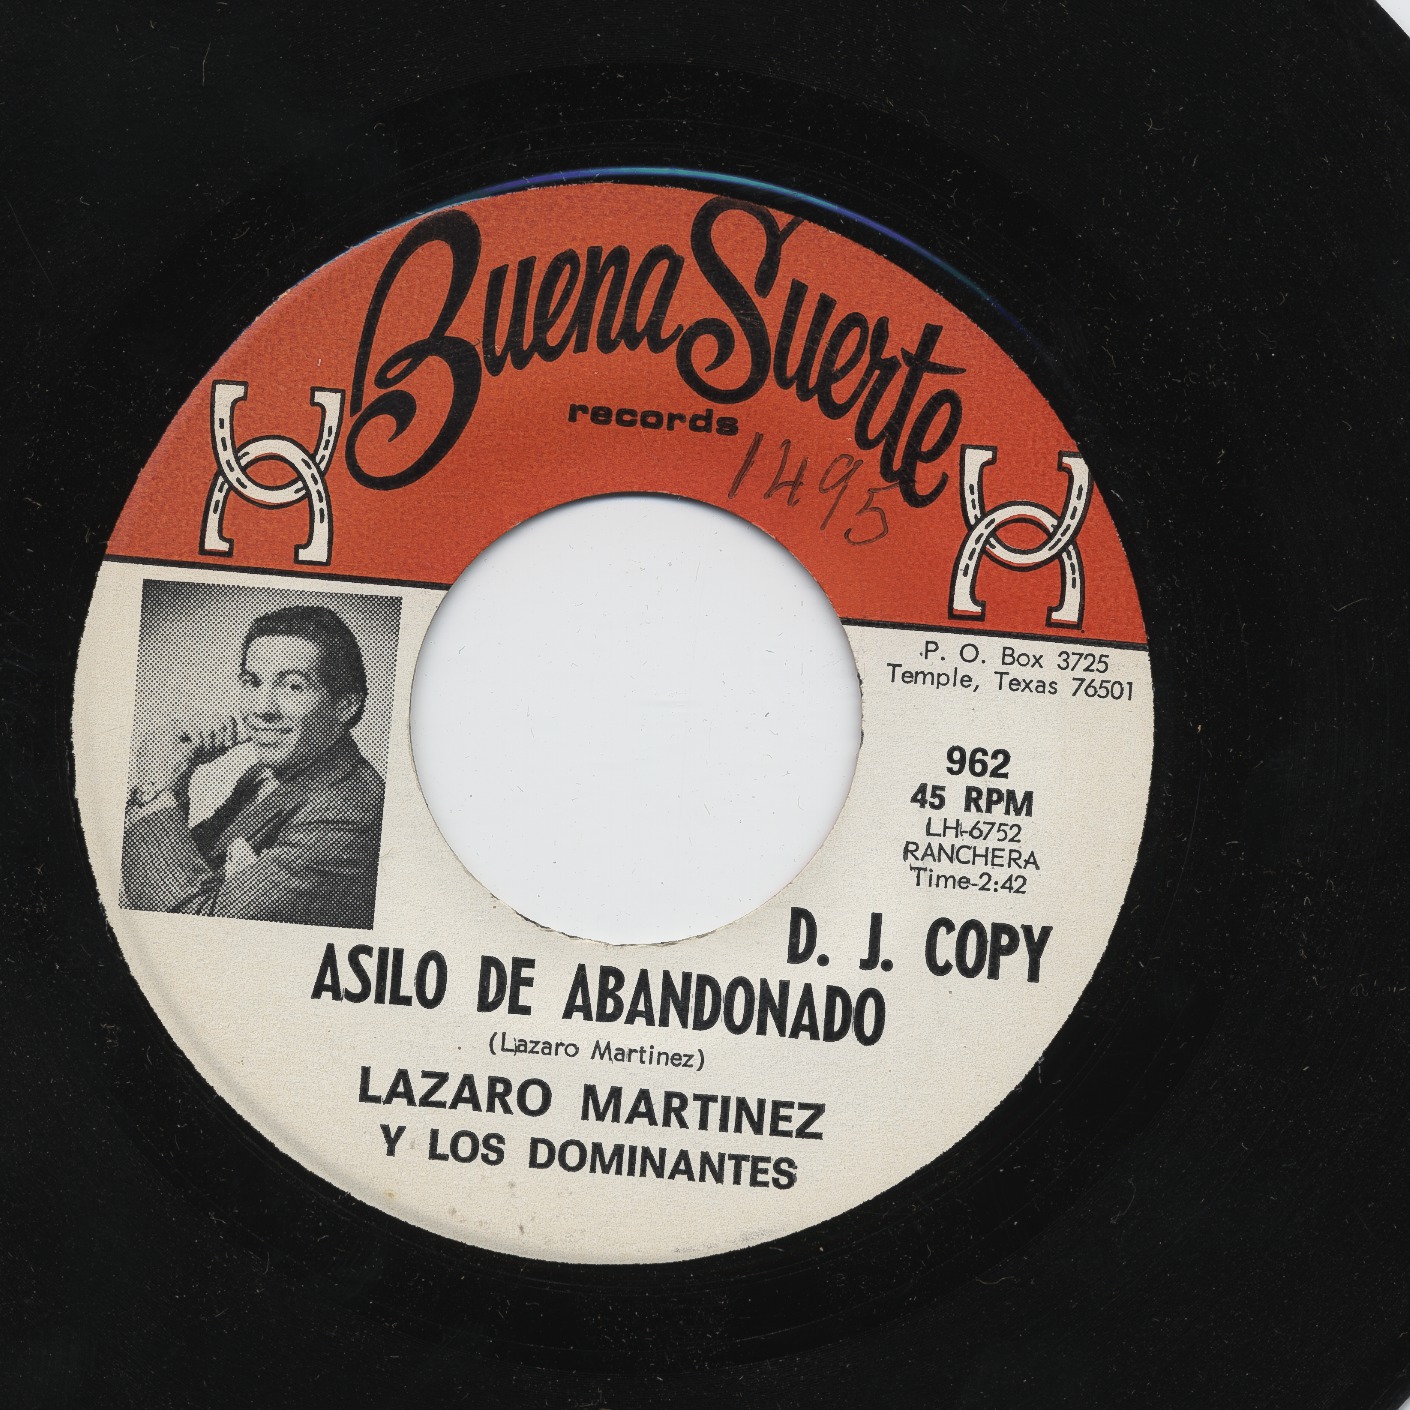 Buena Suerte
records
1495
P. O. Box 3725
Temple, Texas 76501
962
45 RPM
LH-6752
RANCHERA
Time-2:42
D. J. COPY
ASILO DE ABANDONADO
(Lazaro Martinez)
LAZARO MARTINEZ
Y LOS DOMINANTES